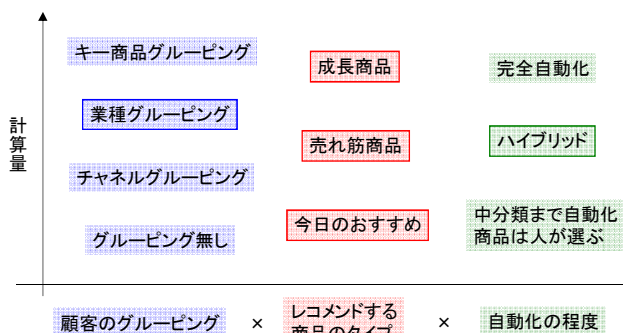 計算量
キー商品グルーピング
業種グルーピング
チャネルグルーピング
グルーピング無し
成長商品
売れ筋商品
今日のおすすめ
完全自動化
ハイブリッド
中分類まで自動化
商品は人が選ぶ
顧客のグルーピング
×
レコメンドする
商品のタイプ
×
自動化の程度